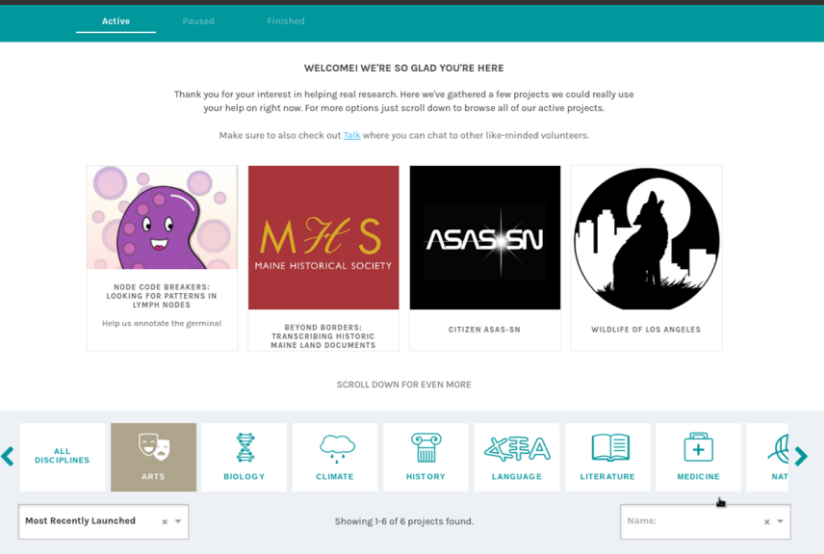 Active Paused Finished
WELCOME! WE'RE SO GLAD YOU'RE HERE
Thank you for your interest in helping real research. Here we've gathered a few projects we could really use
your help on right now. For more options just scroll down to browse all of our active projects.
Make sure to also check out Talk where you can chat to other like-minded volunteers.
NODE CODE BREAKERS:
LOOKING FOR PATTERNS IN
LYMPH NODES
Help us annotate the germinal
MHS
MAINE HISTORICAL SOCIETY
BEYOND BORDERS:
TRANSCRIBING HISTORIC
MAINE LAND DOCUMENTS
ASAS-SN
CITIZEN ASAS-SN
WILDLIFE OF LOS ANGELES
SCROLL DOWN FOR EVEN MORE
ALL
DISCIPLINES
ARTS
BIOLOGY
CLIMATE
HISTORY
LANGUAGE
LITERATURE
MEDICINE
NAT
Most Recently Launched
Showing 1-6 of 6 projects found.
Name: